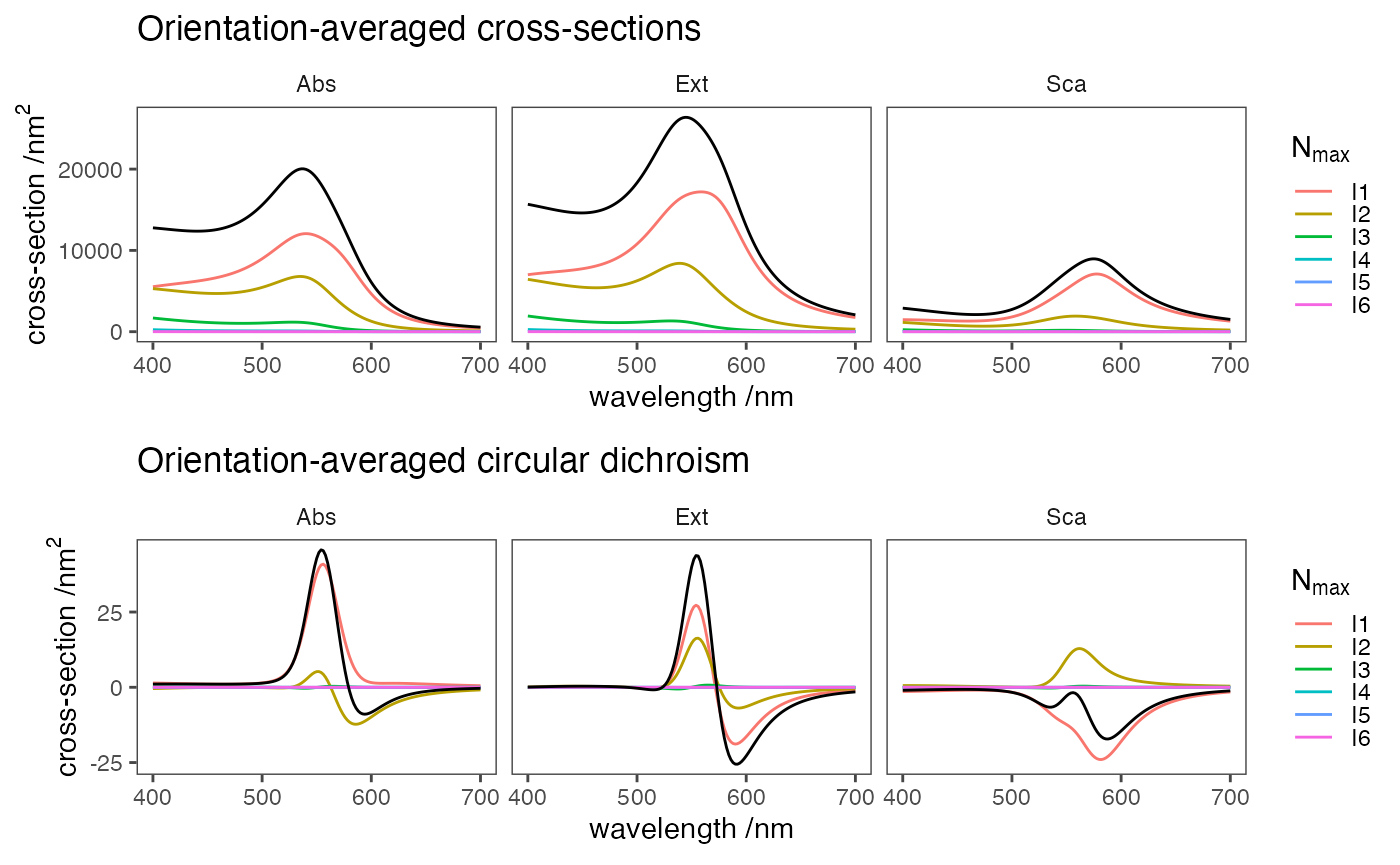 Orientation-averaged cross-sections
Abs Ext Sca
cross-section /nm²
20000
10000
0
400 500 600 700 400 500 600 700 400 500 600 700
wavelength /nm
Nmax
l1
l2
l3
l4
l5
l6
Orientation-averaged circular dichroism
Abs Ext Sca
cross-section /nm²
25
0
-25
400 500 600 700 400 500 600 700 400 500 600 700
wavelength /nm
Nmax
l1
l2
l3
l4
l5
l6